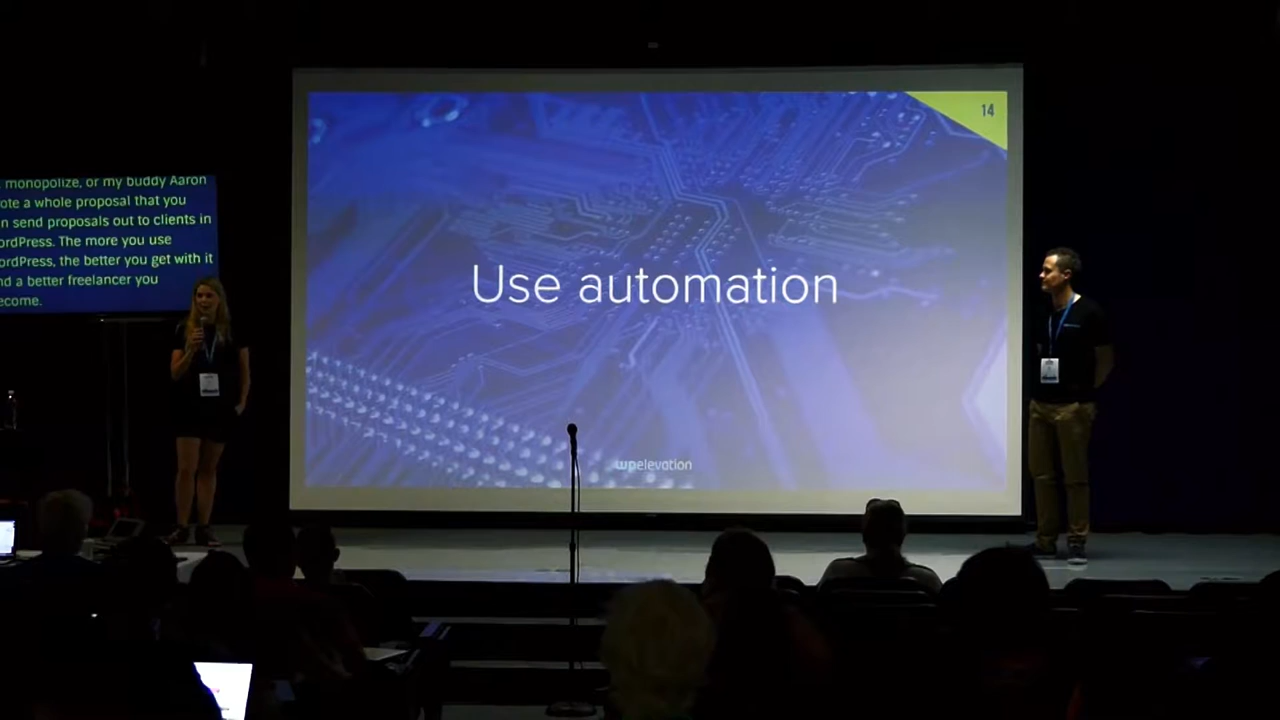 monopolize, or my buddy Aaron
ote a whole proposal that you
n send proposals out to clients in
ordPress. The more you use
ordPress, the better you get with it
nd a better freelancer you
ecome.
14
Use automation
wpelevation